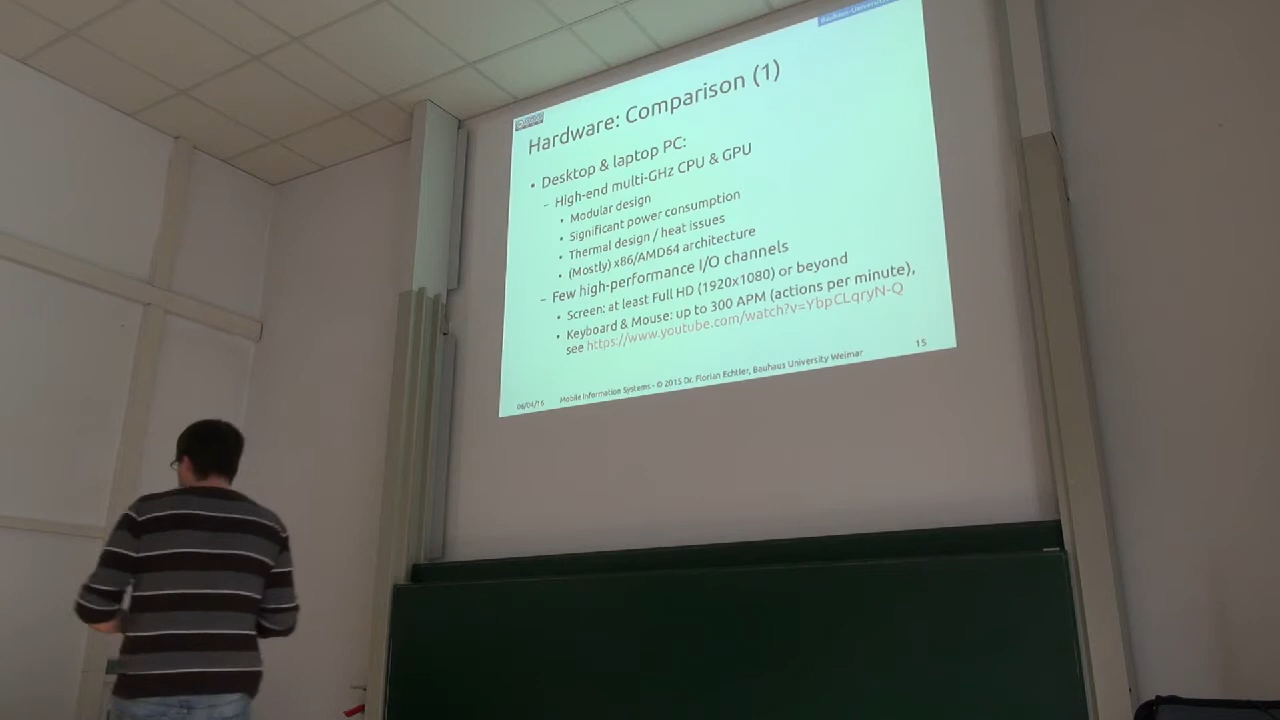 Bauhaus-Universität
Hardware: Comparison (1)
• Desktop & laptop PC:
– High-end multi-GHz CPU & GPU
• Modular design
• Significant power consumption
• Thermal design / heat issues
• (Mostly) x86/AMD64 architecture
– Few high-performance I/O channels
• Screen: at least Full HD (1920x1080) or beyond
• Keyboard & Mouse: up to 300 APM (actions per minute),
see https://www.youtube.com/watch?v=YbpCLqryN-Q
06/04/16 Mobile Information Systems - © 2015 Dr. Florian Echtler, Bauhaus University Weimar 15